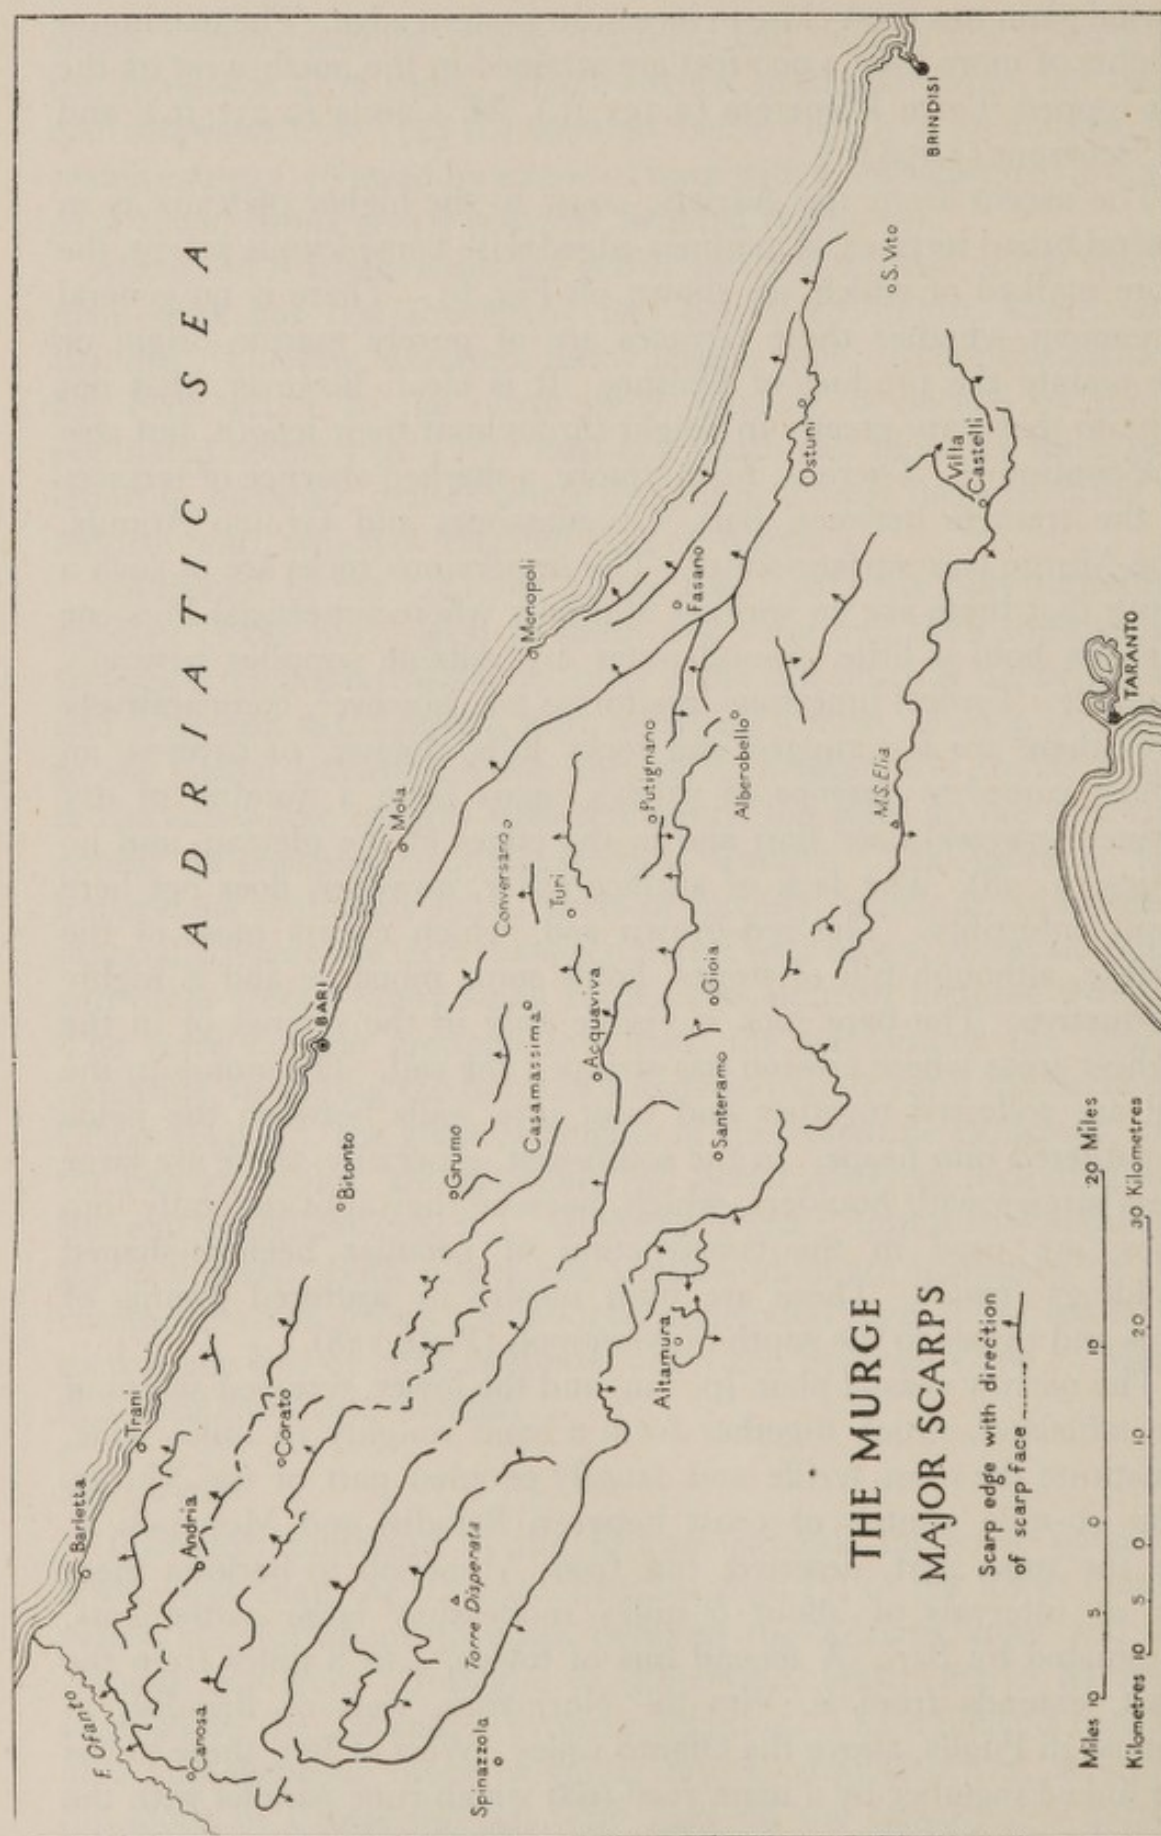 ADRIATIC SEA
F. Ofanto
Barletta
Trani
Andria
Canosa
Corato
Bitonto
BARI
Mola
Monopoli
Grumo
Casamassima
Acquaviva
Conversano
Turi
Putignano
Alberobello
Fasano
Ostuni
S. Vito
BRINDISI
Villa
Castelli
M.S. Elia
Gioia
Santeramo
Altamura
Torre Disperata
Spinazzola
TARANTO
THE MURGE
MAJOR SCARPS
Scarp edge with direction
of scarp face
Miles 10 5 0 10 20 Miles
Kilometres 10 5 0 10 20 30 Kilometres